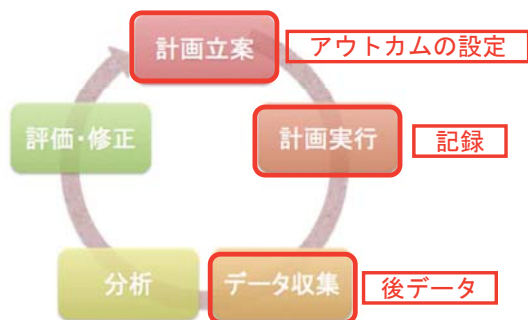 計画立案
アウトカムの設定
計画実行
記録
データ収集
後データ
分析
評価・修正